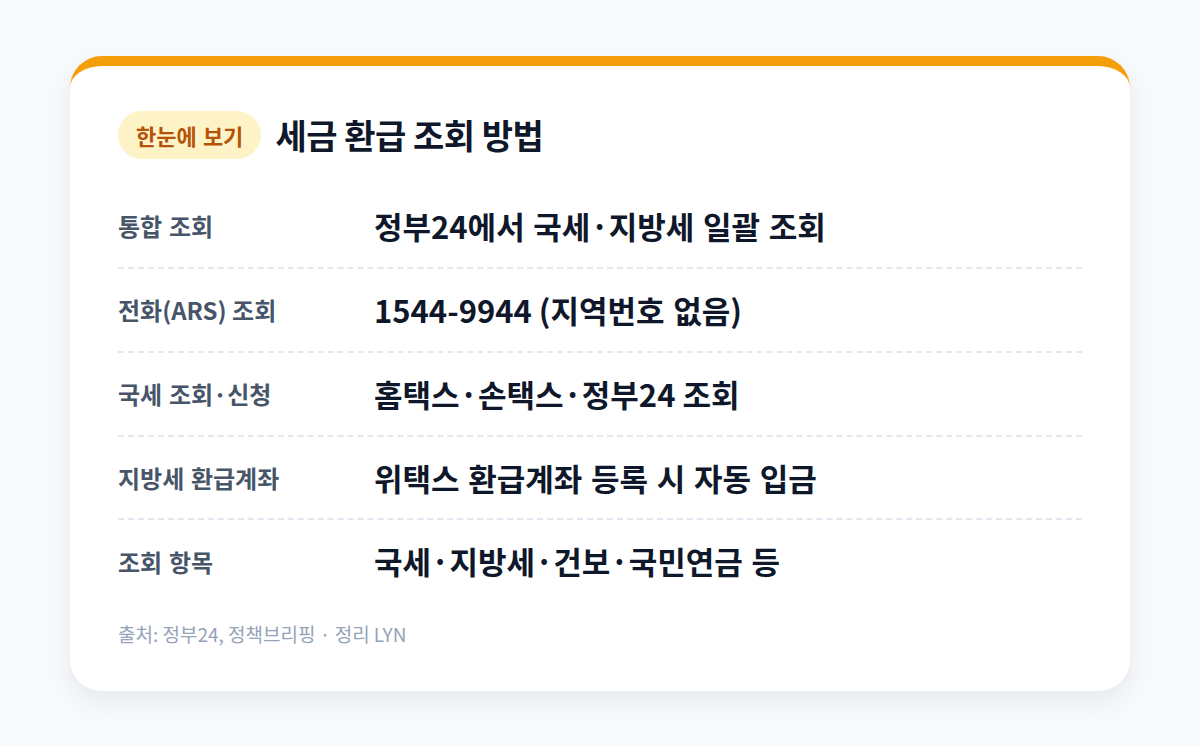 한눈에 보기 세금 환급 조회 방법
통합 조회 정부24에서 국세·지방세 일괄 조회
전화(ARS) 조회 1544-9944 (지역번호 없음)
국세 조회·신청 홈택스·손택스·정부24 조회
지방세 환급계좌 위택스 환급계좌 등록 시 자동 입금
조회 항목 국세·지방세·건보·국민연금 등
출처: 정부24, 정책브리핑 · 정리 LYN